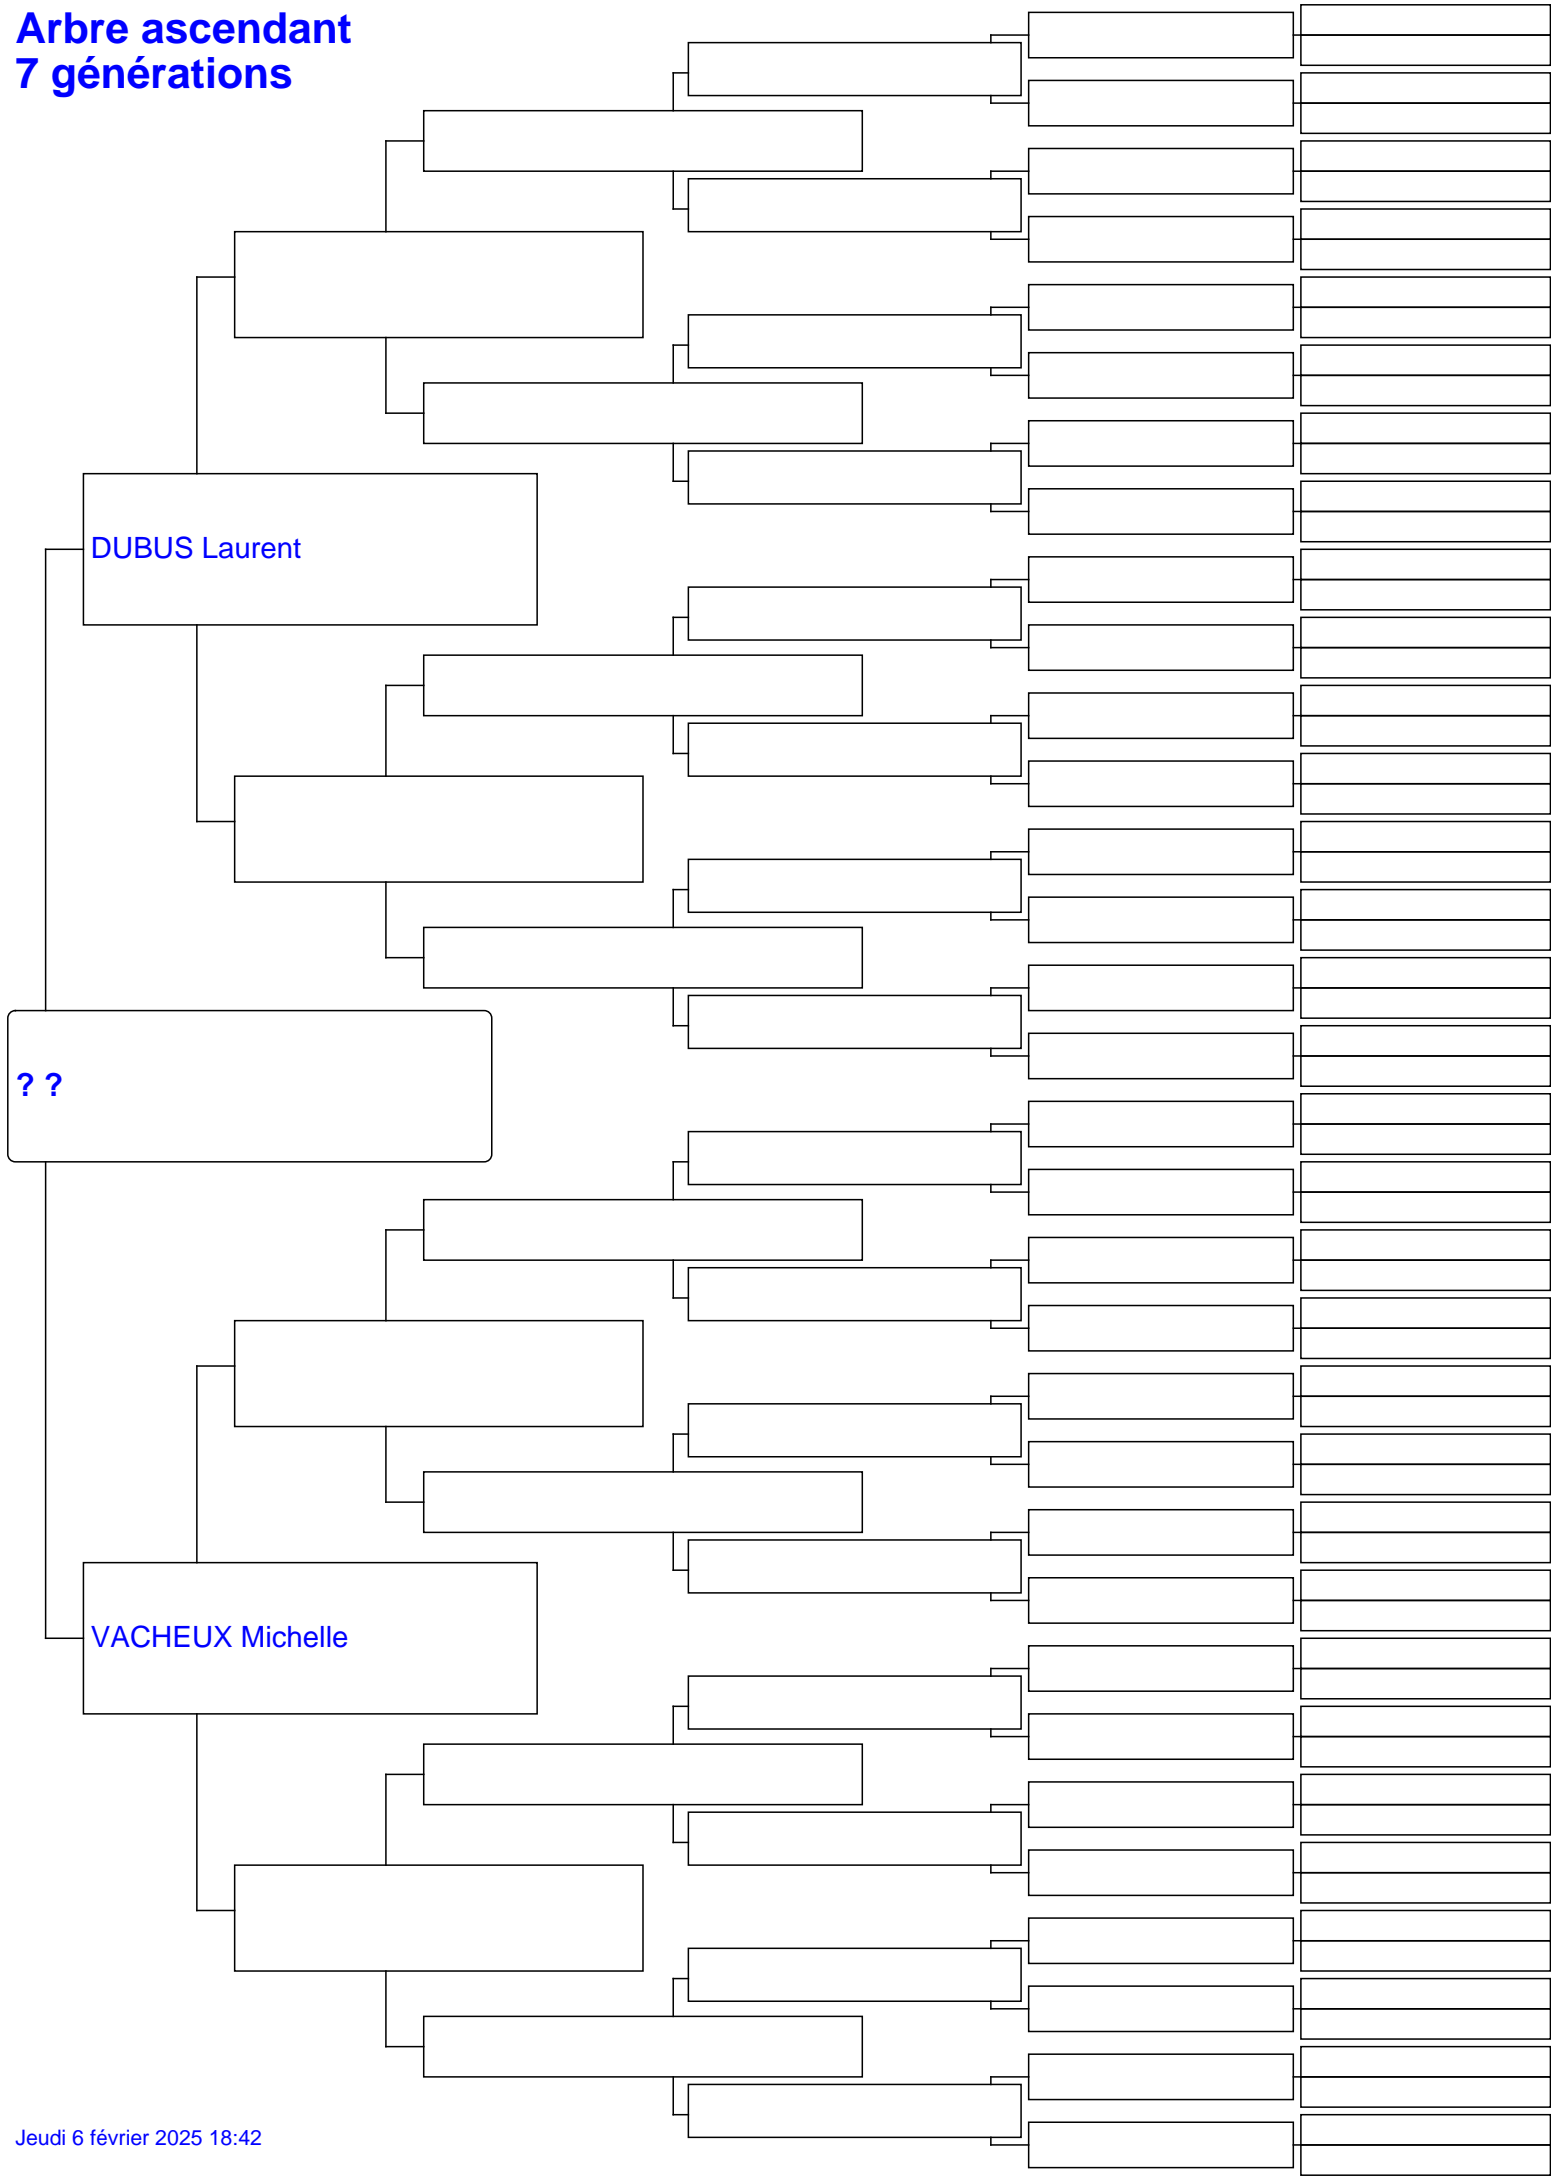 Arbre ascendant
7 générations
DUBUS Laurent
? ?
VACHEUX Michelle
Jeudi 6 février 2025 18:42